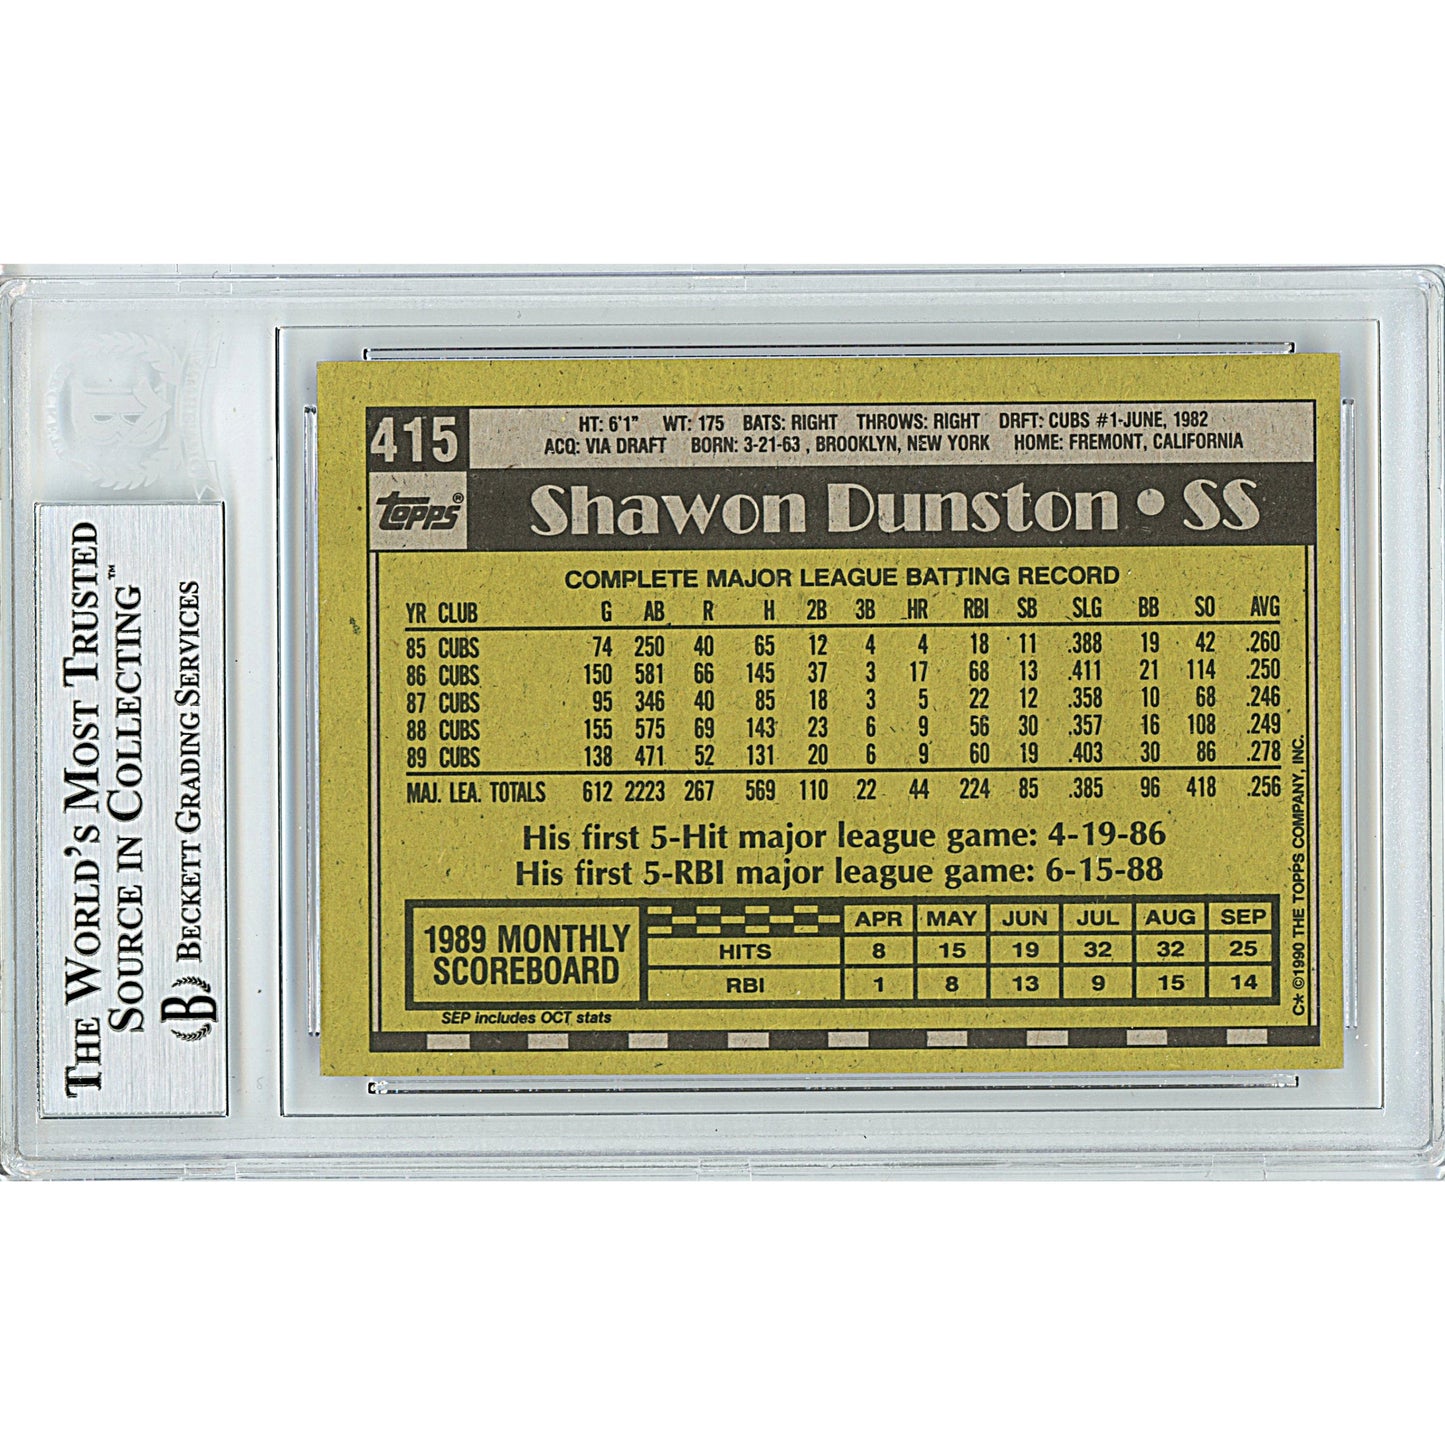 THE WORLD'S MOST TRUSTED
SOURCE IN COLLECTING™
B BECKETT GRADING SERVICES
415
HT: 6'1" WT: 175 BATS: RIGHT THROWS: RIGHT DRFT: CUBS #1-JUNE, 1982
ACQ: VIA DRAFT BORN: 3-21-63 , BROOKLYN, NEW YORK HOME: FREMONT, CALIFORNIA
topps®
Shawon Dunston • SS
COMPLETE MAJOR LEAGUE BATTING RECORD
YR CLUB G AB R H 2B 3B HR RBI SB SLG BB SO AVG
85 CUBS 74 250 40 65 12 4 4 18 11 .388 19 42 .260
86 CUBS 150 581 66 145 37 3 17 68 13 .411 21 114 .250
87 CUBS 95 346 40 85 18 3 5 22 12 .358 10 68 .246
88 CUBS 155 575 69 143 23 6 9 56 30 .357 16 108 .249
89 CUBS 138 471 52 131 20 6 9 60 19 .403 30 86 .278
MAJ. LEA. TOTALS 612 2223 267 569 110 22 44 224 85 .385 96 418 .256
His first 5-Hit major league game: 4-19-86
His first 5-RBI major league game: 6-15-88
1989 MONTHLY
SCOREBOARD
APR MAY JUN JUL AUG SEP
HITS 8 15 19 32 32 25
RBI 1 8 13 9 15 14
SEP includes OCT stats
C* ©1990 THE TOPPS COMPANY, INC.